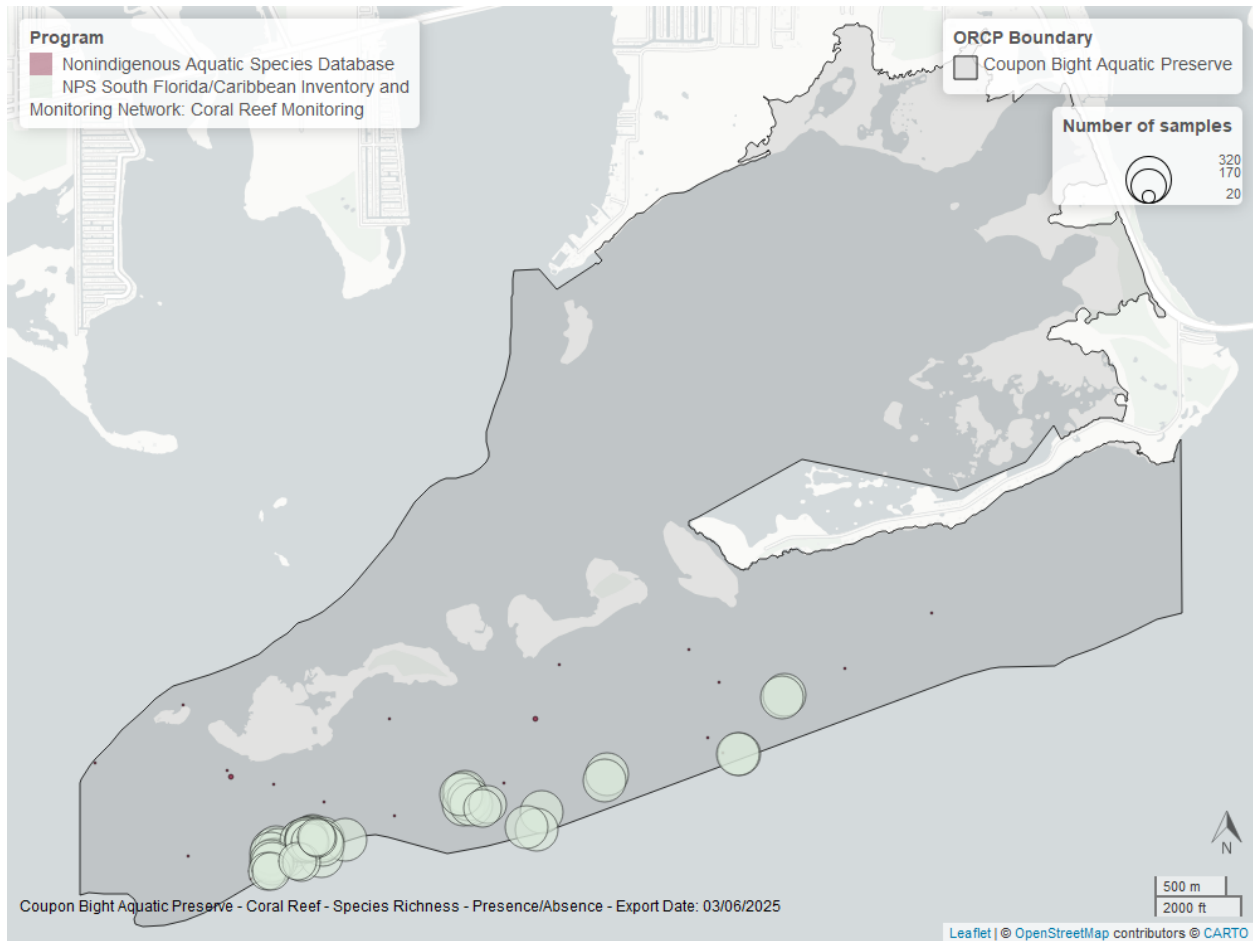 Program
Nonindigenous Aquatic Species Database
NPS South Florida/Caribbean Inventory and
Monitoring Network: Coral Reef Monitoring
ORCP Boundary
Coupon Bight Aquatic Preserve
Number of samples
320
170
20
N
500 m
2000 ft
Coupon Bight Aquatic Preserve - Coral Reef - Species Richness - Presence/Absence - Export Date: 03/06/2025
Leaflet | © OpenStreetMap contributors © CARTO